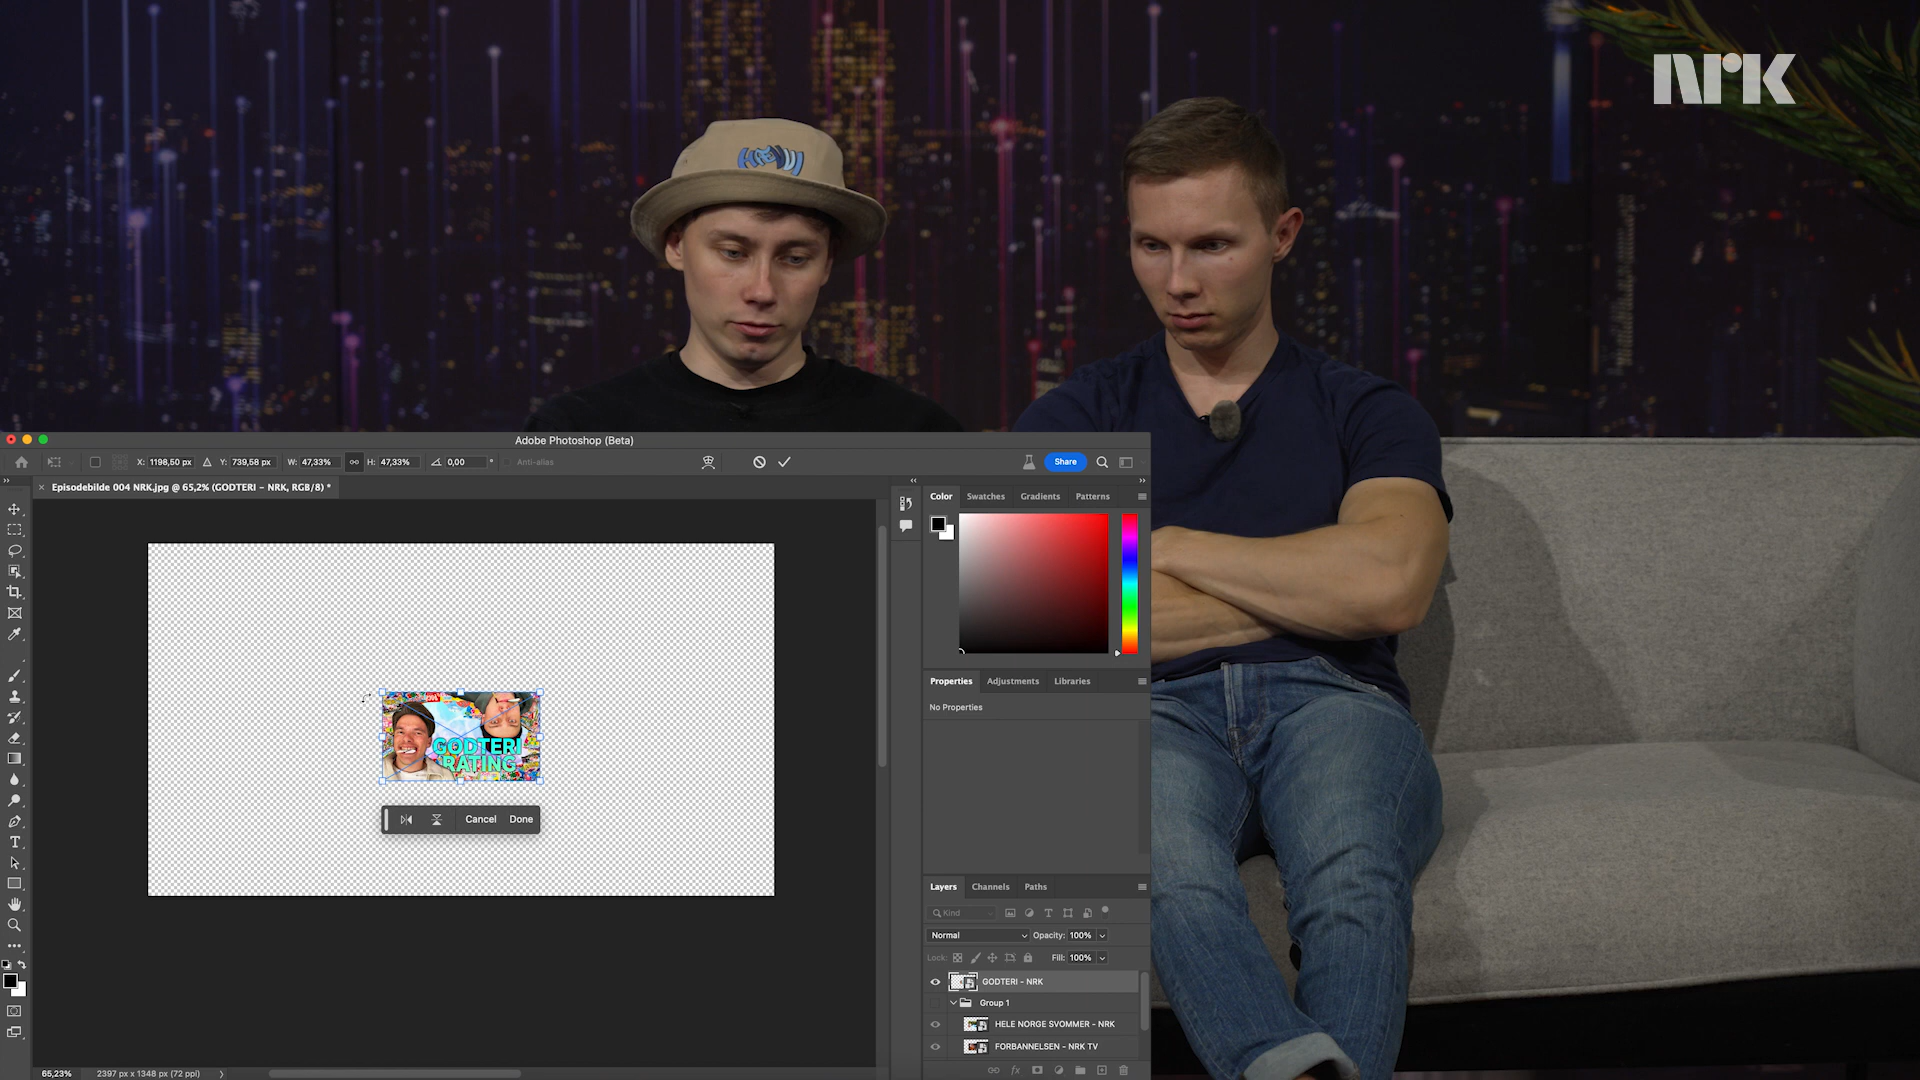 NRK
Adobe Photoshop (Beta)
X: 1198,50 px Y: 739,58 px W: 47,33% H: 47,33% 0,00 ° Anti-alias Share
× Episodebilde 004 NRK.jpg @ 65,2% (GODTERI - NRK, RGB/8) *
Color Swatches Gradients Patterns
Properties Adjustments Libraries
No Properties
GODTERI
RATING
Cancel Done
Layers Channels Paths
Kind
Normal Opacity: 100%
Lock: Fill: 100%
GODTERI - NRK
Group 1
HELE NORGE SVOMMER - NRK
FORBANNELSEN - NRK TV
fx
65,23% 2397 px x 1348 px (72 ppi)